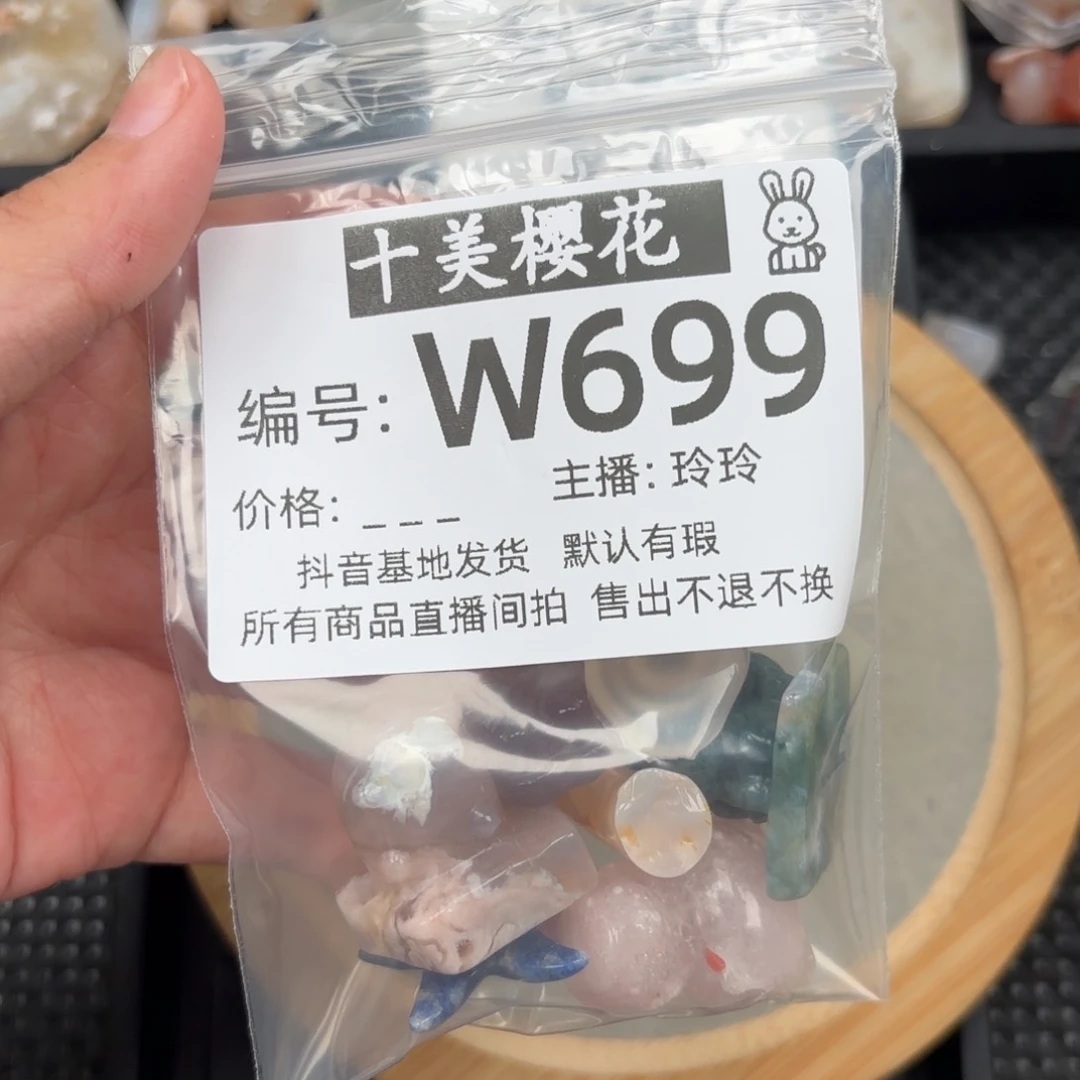 十美樱花
编号: W699
价格: _ _ _ 主播: 玲玲
抖音基地发货 默认有瑕
所有商品直播间拍 售出不退不换